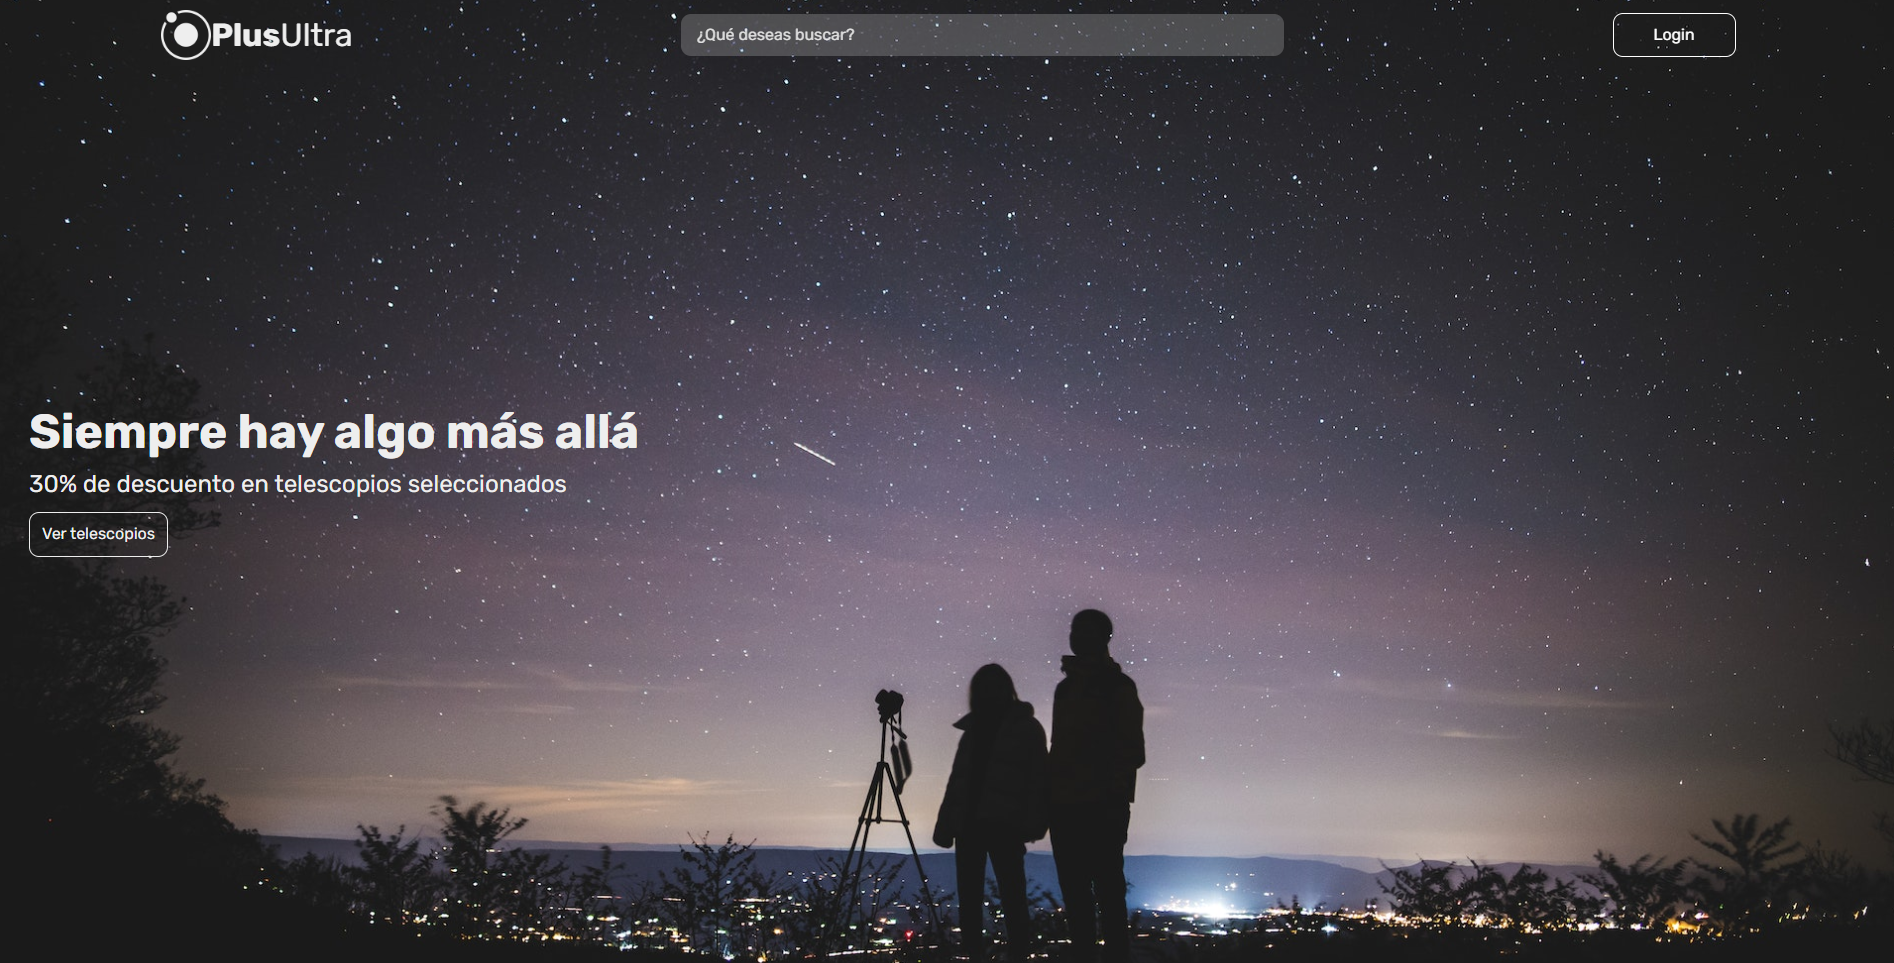 PlusUltra
¿Qué deseas buscar?
Login
Siempre hay algo más allá
30% de descuento en telescopios seleccionados
Ver telescopios